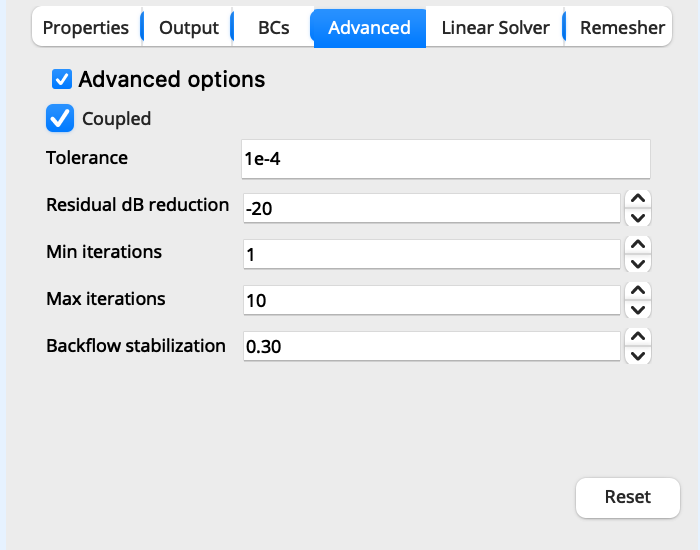 Properties Output BCs Advanced Linear Solver Remesher
Advanced options
Coupled
Tolerance 1e-4
Residual dB reduction -20
Min iterations 1
Max iterations 10
Backflow stabilization 0.30
Reset